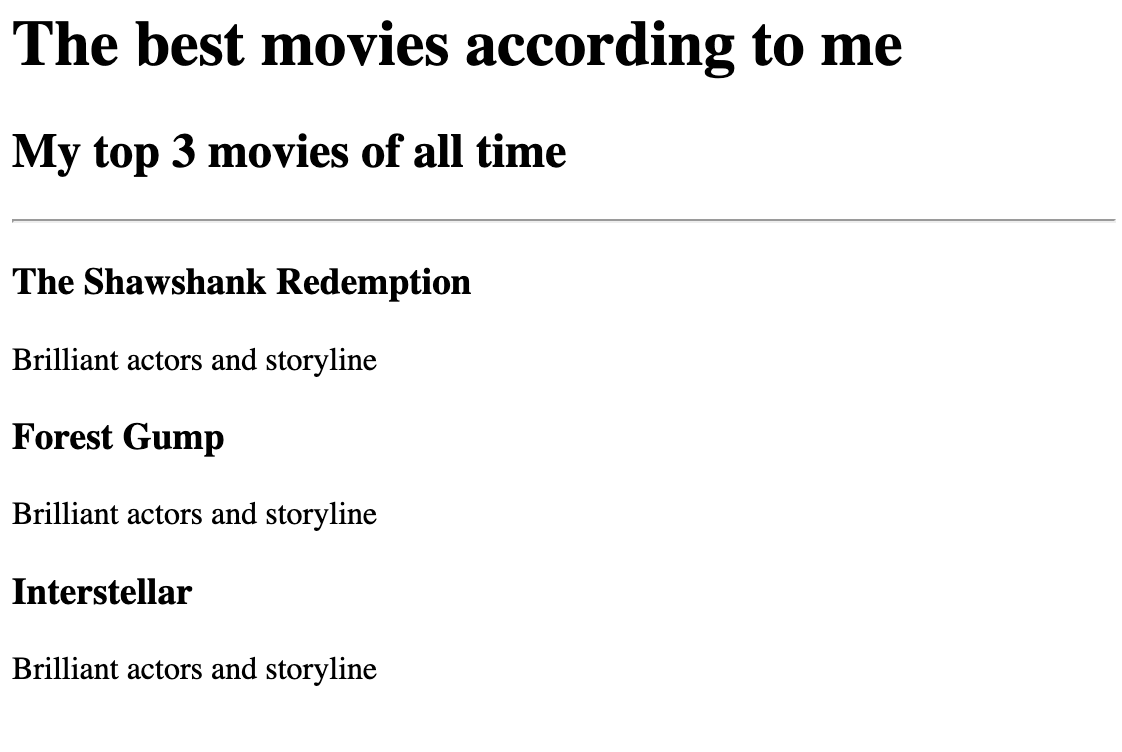 The best movies according to me
My top 3 movies of all time
The Shawshank Redemption
Brilliant actors and storyline
Forest Gump
Brilliant actors and storyline
Interstellar
Brilliant actors and storyline